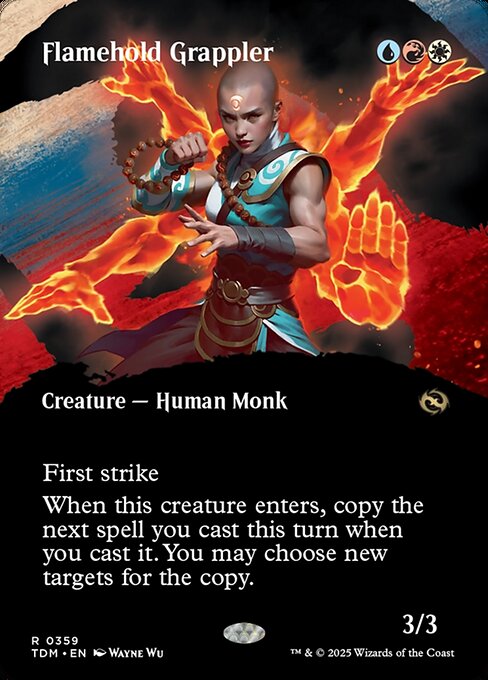 Flamehold Grappler
Creature — Human Monk
First strike
When this creature enters, copy the
next spell you cast this turn when
you cast it. You may choose new
targets for the copy.
3/3
R 0359
TDM • EN Wayne Wu
™ & © 2025 Wizards of the Coast